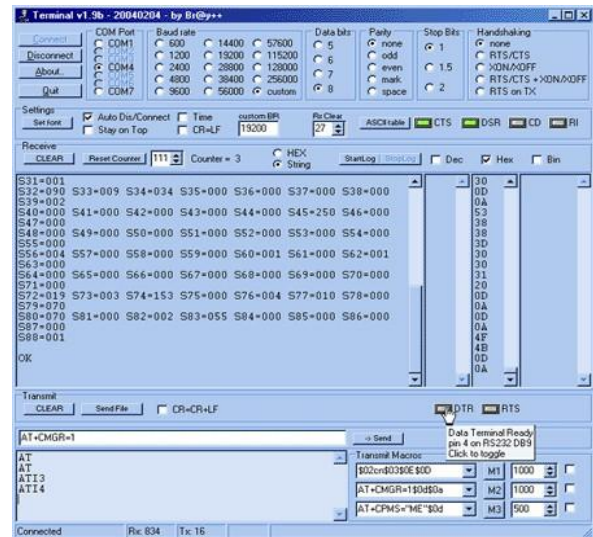 Terminal v1.9b - 20040204 - by Br@y++
Connect
Disconnect
About..
Quit
COM Port
COM1
COM4
COM7
Baud rate
600 14400 57600
1200 19200 115200
2400 28800 128000
4800 38400 256000
9600 56000 custom
Data bits
5
6
7
8
Parity
none
odd
even
mark
space
Stop Bits
1
1.5
2
Handshaking
none
RTS/CTS
XON/XOFF
RTS/CTS + XON/XOFF
RTS on TX
Settings
Set font
Auto Dis/Connect Time
Stay on Top CR=LF
custom BR
19200
Rx Clear
27
ASCII table CTS DSR CD RI
Receive
CLEAR Reset Counter 111 Counter = 3
HEX
String
StartLog StopLog Dec Hex Bin
S31=001
S32=090 S33=009 S34=034 S35=000 S36=000 S37=000 S38=000
S39=002
S40=000 S41=000 S42=000 S43=000 S44=000 S45=250 S46=000
S47=000
S48=000 S49=000 S50=000 S51=000 S52=000 S53=000 S54=000
S55=000
S56=004 S57=000 S58=000 S59=000 S60=001 S61=000 S62=001
S63=000
S64=000 S65=000 S66=000 S67=000 S68=000 S69=000 S70=000
S71=000
S72=019 S73=003 S74=153 S75=000 S76=004 S77=010 S78=000
S79=070
S80=070 S81=000 S82=002 S83=055 S84=000 S85=000 S86=000
S87=000
S88=001
OK
30
0D
0A
53
38
38
3D
30
30
31
20
0D
0A
0D
0A
4F
4B
0D
0A
Transmit
CLEAR Send File CR=CR+LF
DTR RTS
Data Terminal Ready
pin 4 on RS232 DB9
Click to toggle
AT+CMGR=1
-> Send
AT
AT
ATI3
ATI4
Transmit Macros
$02cn$03$0E$0D M1 1000
AT+CMGR=1$0d$0a M2 1000
AT+CPMS="ME"$0d M3 500
Connected Rx: 834 Tx: 16